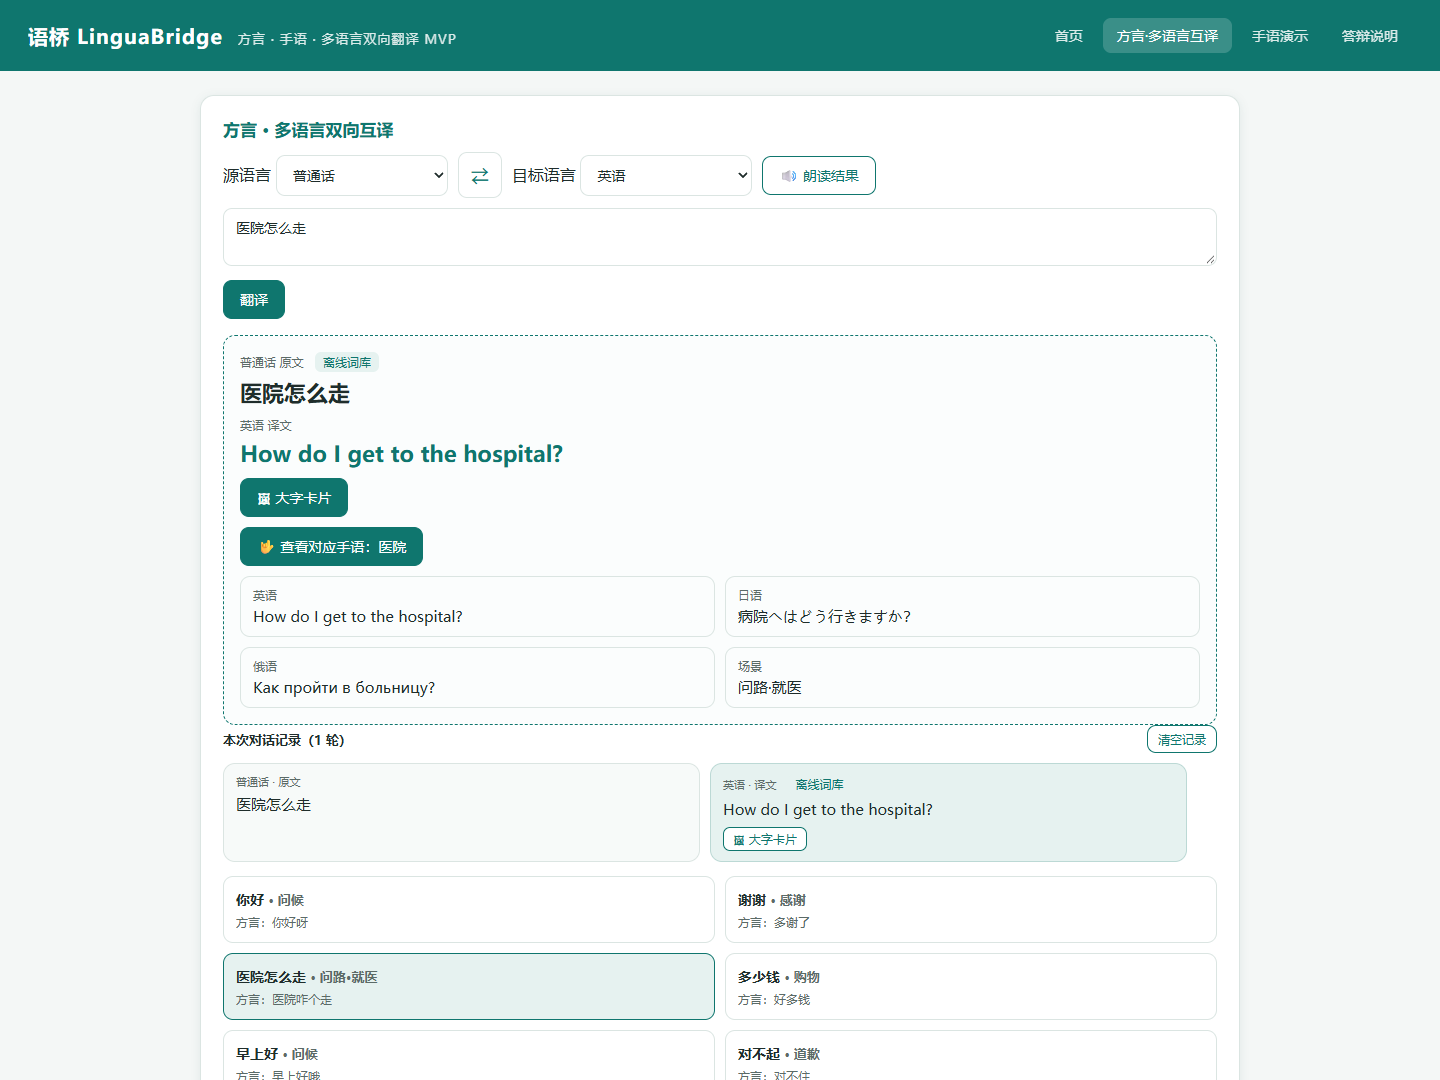 语桥 LinguaBridge 方言 · 手语 · 多语言双向翻译 MVP 首页 方言·多语言互译 手语演示 答辩说明
方言 · 多语言双向互译
源语言 普通话 ⇄ 目标语言 英语 🔊 朗读结果
医院怎么走
翻译
普通话 原文 离线词库
医院怎么走
英语 译文
How do I get to the hospital?
大字卡片
🤟 查看对应手语：医院
英语
How do I get to the hospital?
日语
病院へはどう行きますか？
俄语
Как пройти в больницу?
场景
问路·就医
本次对话记录（1 轮） 清空记录
普通话 · 原文
医院怎么走
英语 · 译文 离线词库
How do I get to the hospital?
大字卡片
你好 · 问候
方言：你好呀
谢谢 · 感谢
方言：多谢了
医院怎么走 · 问路·就医
方言：医院咋个走
多少钱 · 购物
方言：好多钱
早上好 · 问候
方言：早上好哦
对不起 · 道歉
方言：对不住